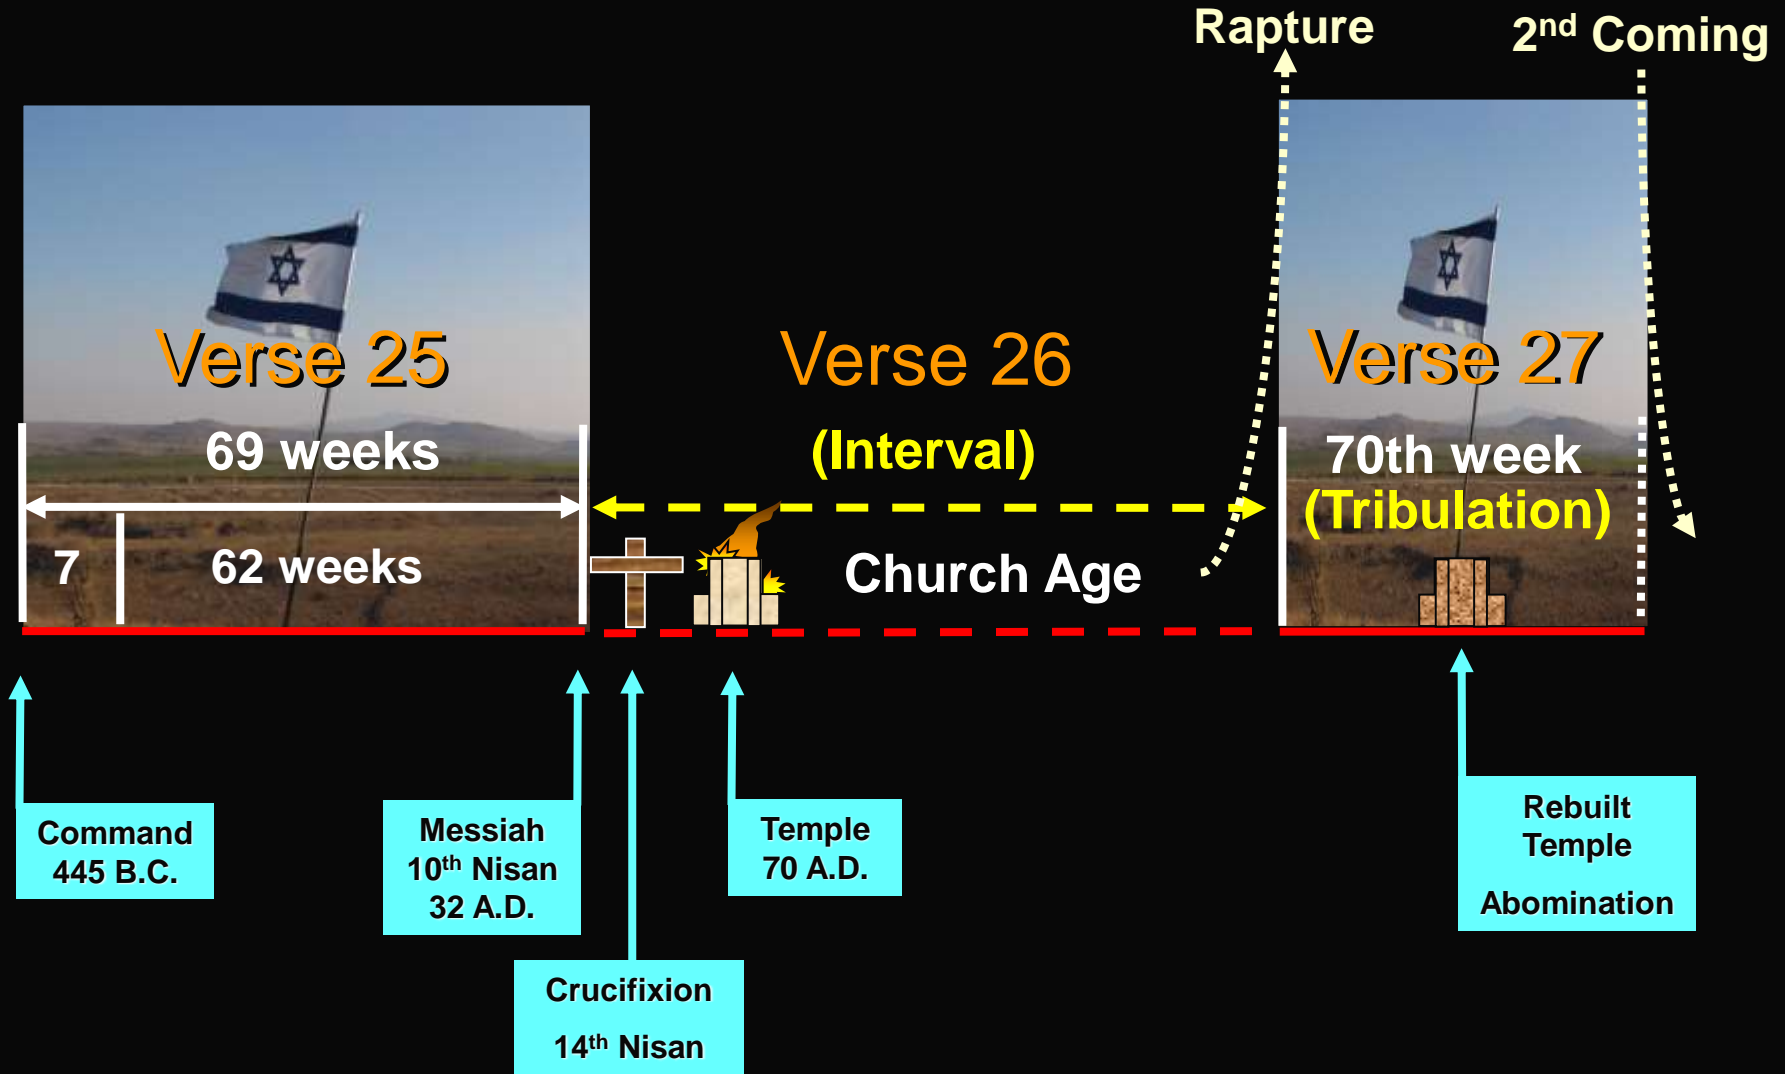 Rapture
2nd Coming
Verse 25
Verse 26
Verse 27
69 weeks
(Interval)
70th week
(Tribulation)
7
62 weeks
Church Age
Command
445 B.C.
Messiah
10th Nisan
32 A.D.
Crucifixion
14th Nisan
Temple
70 A.D.
Rebuilt
Temple
Abomination